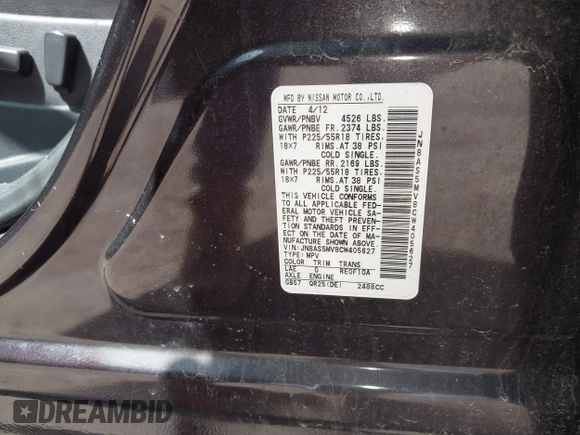 MFD BY NISSAN MOTOR CO.,LTD.
DATE 4/12
GVWR/PNBV 4526 LBS.
GAWR/PNBE FR. 2374 LBS.
WITH P225/55R18 TIRES.
18X7 RIMS. AT 38 PSI
COLD SINGLE.
GAWR/PNBE RR. 2169 LBS.
WITH P225/55R18 TIRES.
18X7 RIMS. AT 38 PSI
COLD SINGLE.
THIS VEHICLE CONFORMS
TO ALL APPLICABLE FED-
ERAL MOTOR VEHICLE SA-
FETY AND THEFT PREVEN-
TION STANDARDS IN EFF-
ECT ON THE DATE OF MA-
NUFACTURE SHOWN ABOVE.
VIN: JN8AS5MV8CW405627
TYPE: MPV
COLOR TRIM TRANS
LAE G RE0F10A
AXLE ENGINE
GB57 QR25(DE) 2488CC
JN8AS5MV8CW405627
DREAMBID